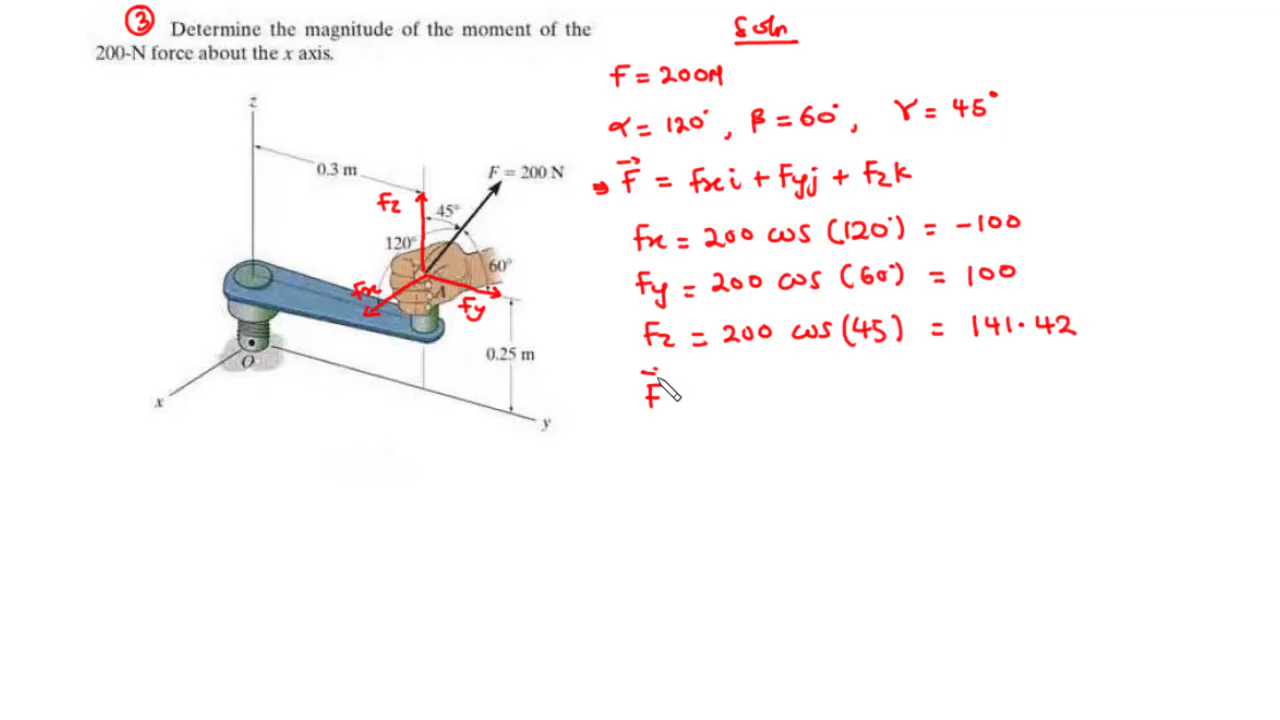 ③ Determine the magnitude of the moment of the
200-N force about the x axis.
z
0.3 m
F = 200 N
Fz
45°
120°
60°
Fx
A
Fy
0.25 m
O
x
y
Soln
F = 200N
α = 120°, β = 60°, γ = 45°
F = Fxi + Fyj + Fzk
Fx = 200 cos (120°) = -100
Fy = 200 cos (60°) = 100
Fz = 200 cos (45) = 141.42
F